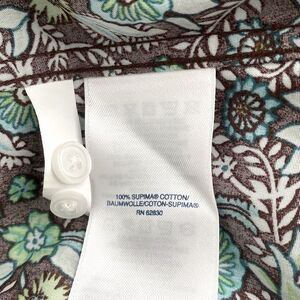 100% SUPIMA® COTTON/
BAUMWOLLE/COTON-SUPIMA®
RN 62830